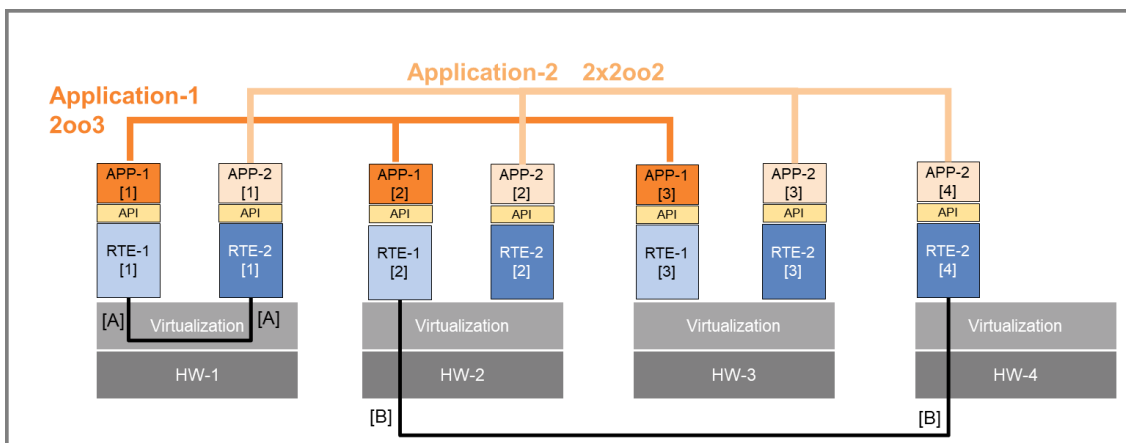 Application-2 2x2oo2
Application-1
2oo3
APP-1
[1]
API
RTE-1
[1]
APP-2
[1]
API
RTE-2
[1]
APP-1
[2]
API
RTE-1
[2]
APP-2
[2]
API
RTE-2
[2]
APP-1
[3]
API
RTE-1
[3]
APP-2
[3]
API
RTE-2
[3]
APP-2
[4]
API
RTE-2
[4]
[A]
[A]
Virtualization
Virtualization
Virtualization
Virtualization
HW-1
HW-2
HW-3
HW-4
[B]
[B]